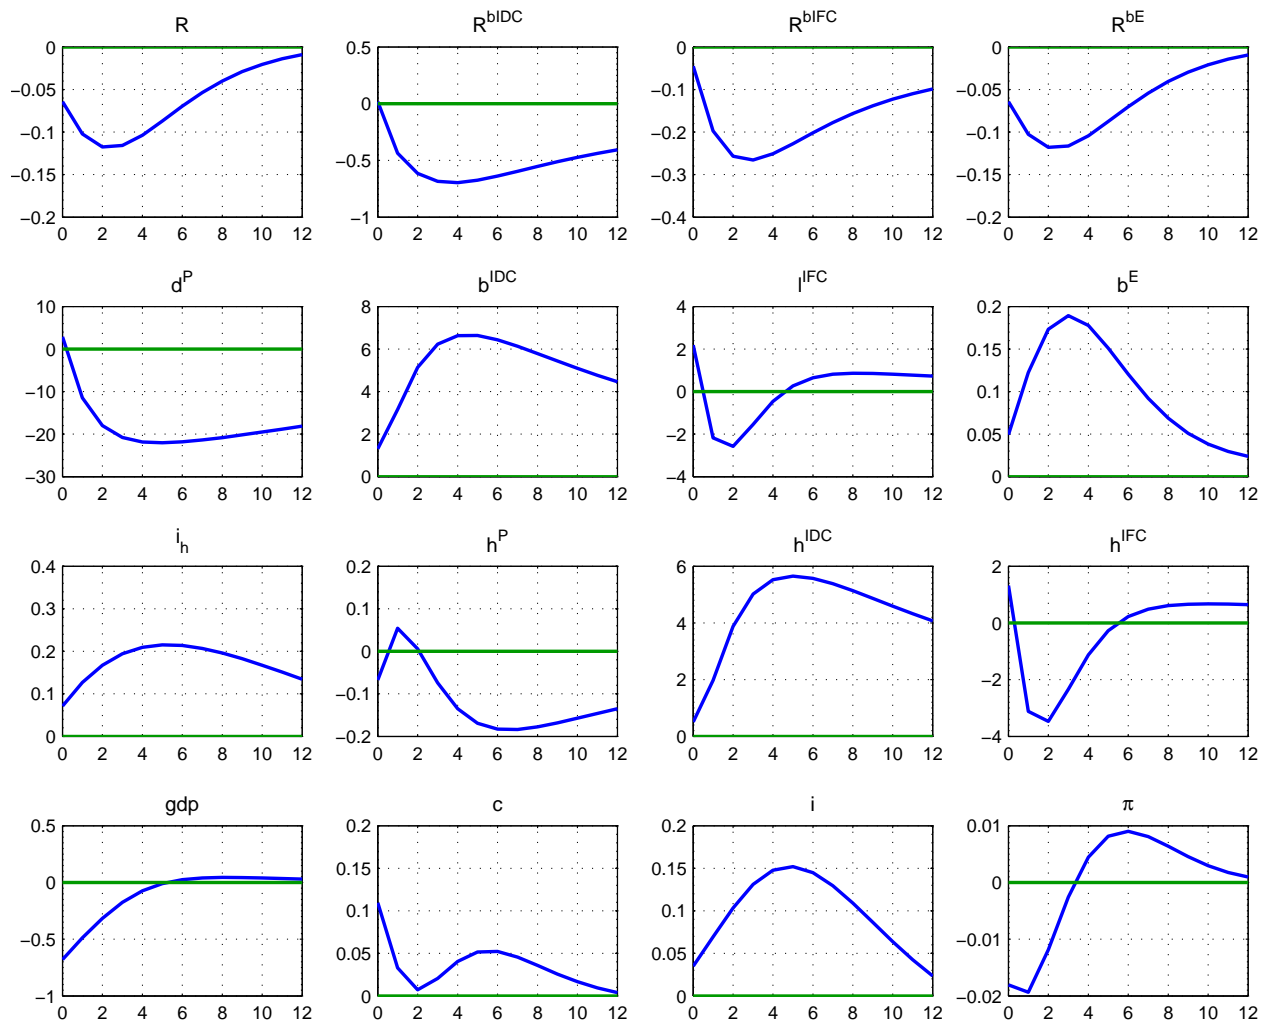 R R^bIDC R^bIFC R^bE
0 0.5 0 0
−0.05 0 −0.1 −0.05
−0.1 −0.5 −0.2 −0.1
−0.15 −0.3 −0.15
−0.2 −1 −0.4 −0.2
0 2 4 6 8 10 12 0 2 4 6 8 10 12 0 2 4 6 8 10 12 0 2 4 6 8 10 12
d^P b^IDC l^IFC b^E
10 8 4 0.2
0 6 2 0.15
−10 4 0 0.1
−20 2 −2 0.05
−30 0 −4 0
0 2 4 6 8 10 12 0 2 4 6 8 10 12 0 2 4 6 8 10 12 0 2 4 6 8 10 12
i_h h^P h^IDC h^IFC
0.4 0.2 6 2
0.3 0.1 4 0
0.2 0 2 −2
0.1 −0.1 0 −4
0 −0.2
0 2 4 6 8 10 12 0 2 4 6 8 10 12 0 2 4 6 8 10 12 0 2 4 6 8 10 12
gdp c i π
0.5 0.2 0.2 0.01
0 0.15 0.15 0
−0.5 0.1 0.1 −0.01
−1 0.05 0.05 −0.02
0 0
0 2 4 6 8 10 12 0 2 4 6 8 10 12 0 2 4 6 8 10 12 0 2 4 6 8 10 12